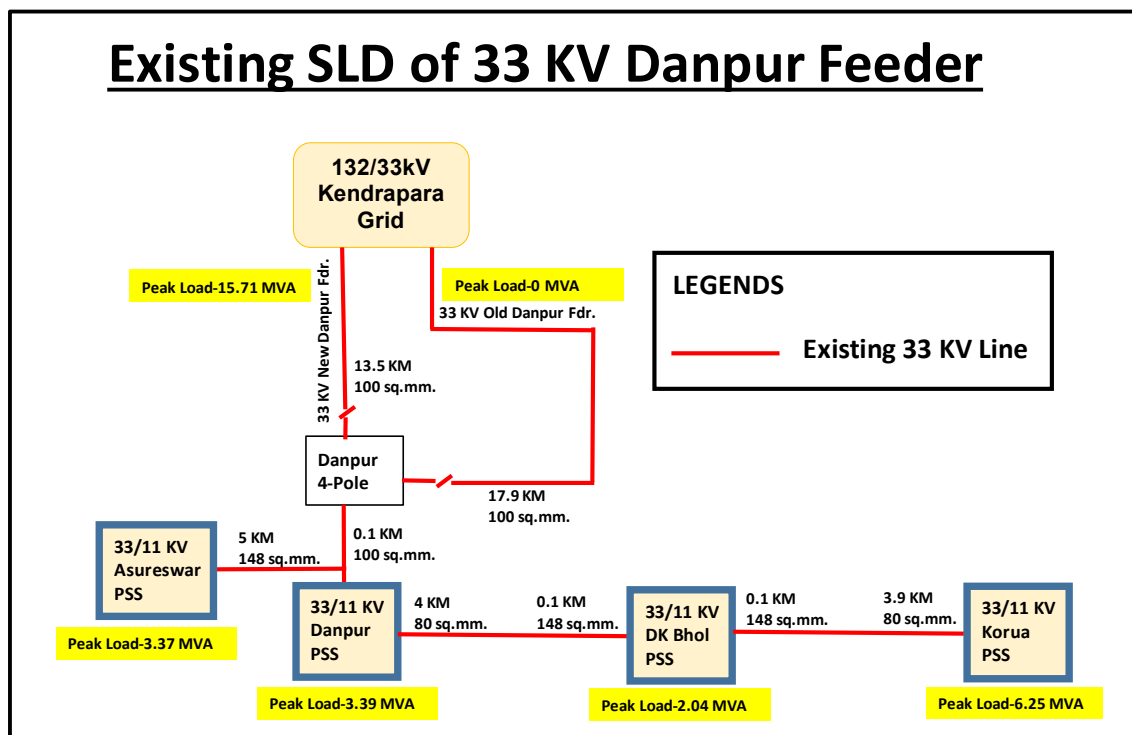 Existing SLD of 33 KV Danpur Feeder
132/33kV
Kendrapara
Grid
Peak Load-15.71 MVA
Peak Load-0 MVA
33 KV New Danpur Fdr.
33 KV Old Danpur Fdr.
LEGENDS
Existing 33 KV Line
13.5 KM
100 sq.mm.
Danpur
4-Pole
17.9 KM
100 sq.mm.
33/11 KV
Asureswar
PSS
5 KM
148 sq.mm.
0.1 KM
100 sq.mm.
Peak Load-3.37 MVA
33/11 KV
Danpur
PSS
4 KM
80 sq.mm.
0.1 KM
148 sq.mm.
33/11 KV
DK Bhol
PSS
0.1 KM
148 sq.mm.
3.9 KM
80 sq.mm.
33/11 KV
Korua
PSS
Peak Load-3.39 MVA
Peak Load-2.04 MVA
Peak Load-6.25 MVA